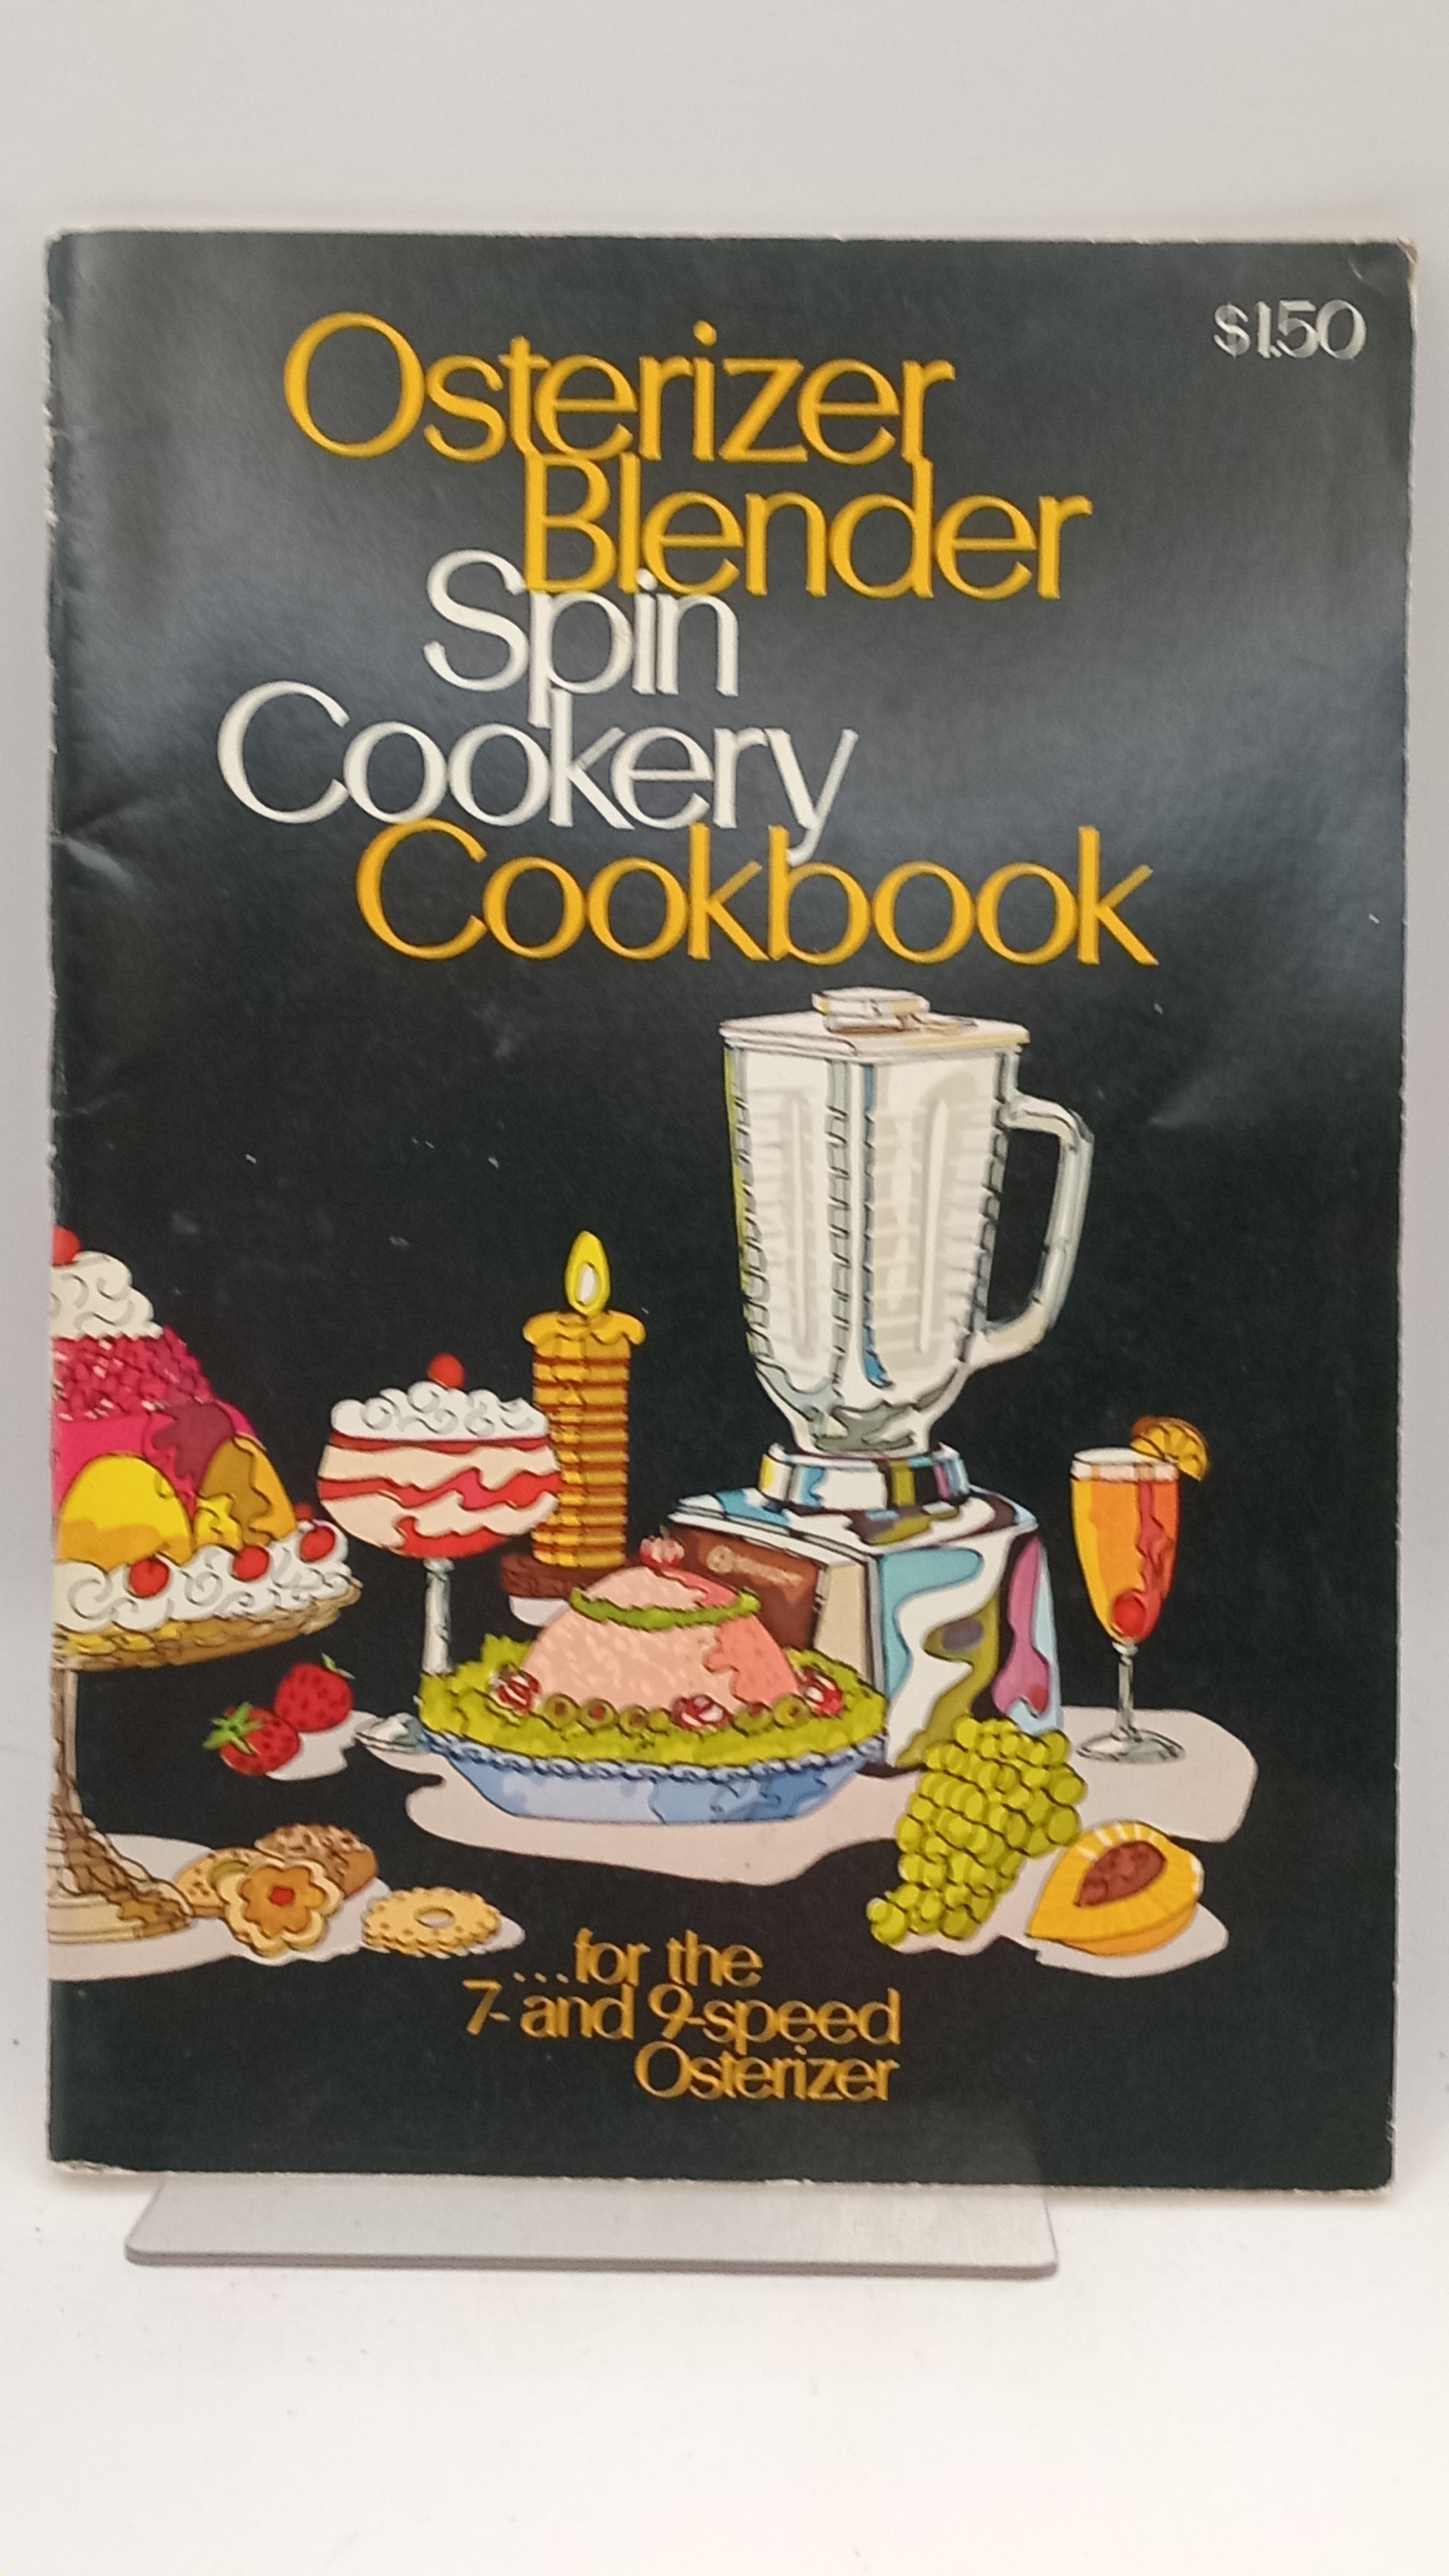 $1.50
Osterizer
Blender
Spin
Cookery
Cookbook
...for the
7- and 9-speed
Osterizer